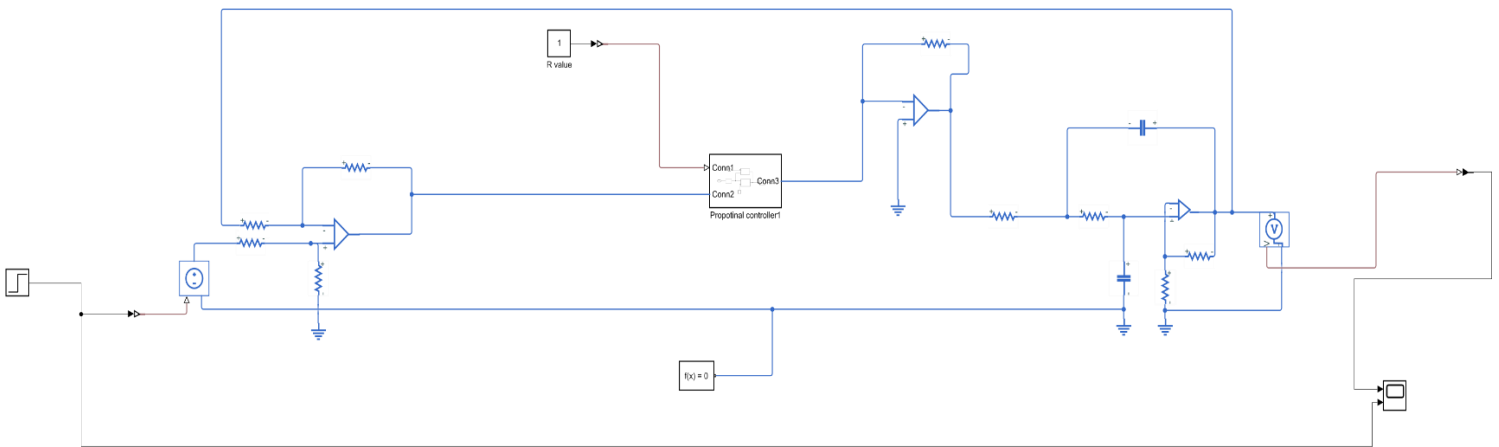 1
R value
Conn1
Conn2
Conn3
Propotinal controller1
V
f(x) = 0